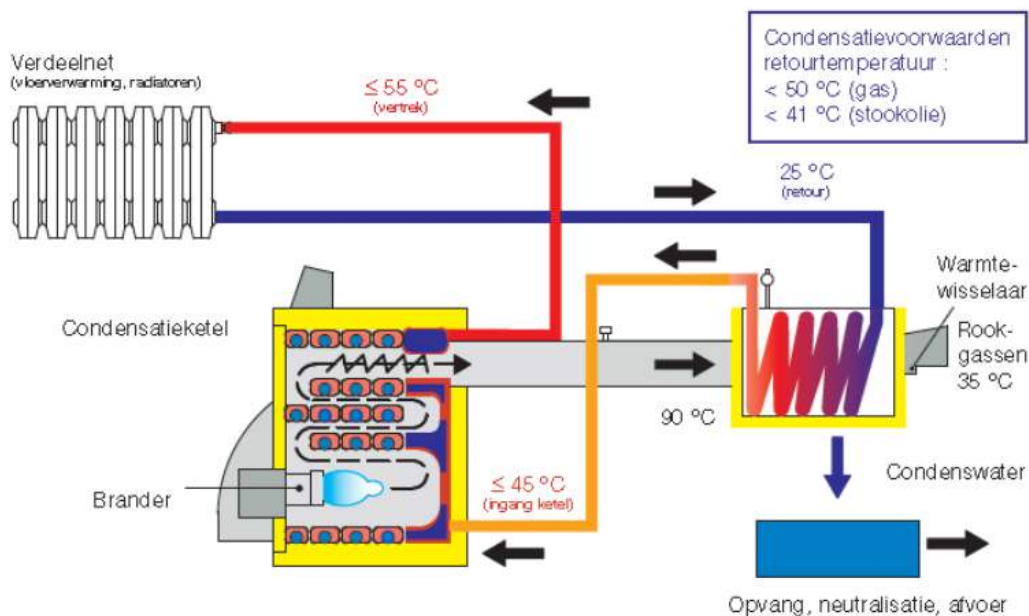 Verdeelnet
(vloerverwarming, radiatoren)
≤ 55 °C
(vertrek)
Condensatievoorwaarden
retourtemperatuur :
< 50 °C (gas)
< 41 °C (stookolie)
25 °C
(retour)
Condensatieketel
Warmte-
wisselaar
Rook-
gassen
35 °C
90 °C
Brander
≤ 45 °C
(ingang ketel)
Condenswater
Opvang, neutralisatie, afvoer